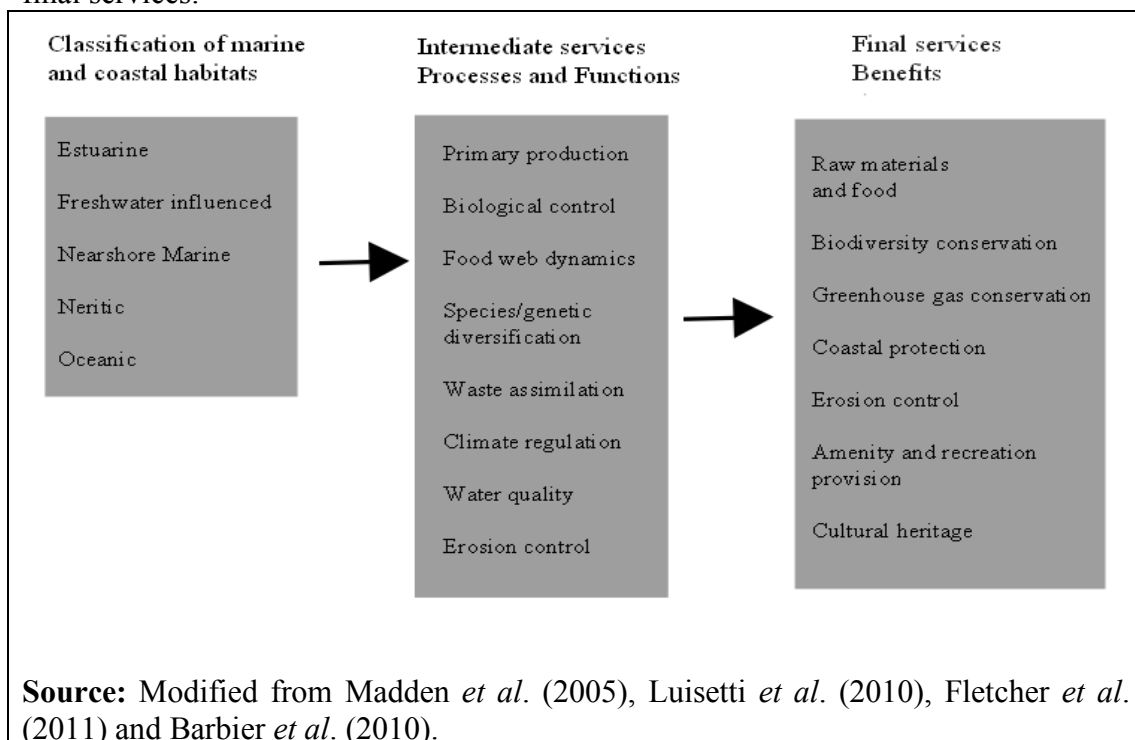 final services.
Classification of marine
and coastal habitats
Estuarine
Freshwater influenced
Nearshore Marine
Neritic
Oceanic
Intermediate services
Processes and Functions
Primary production
Biological control
Food web dynamics
Species/genetic
diversification
Waste assimilation
Climate regulation
Water quality
Erosion control
Final services
Benefits
Raw materials
and food
Biodiversity conservation
Greenhouse gas conservation
Coastal protection
Erosion control
Amenity and recreation
provision
Cultural heritage
Source: Modified from Madden et al. (2005), Luisetti et al. (2010), Fletcher et al.
(2011) and Barbier et al. (2010).